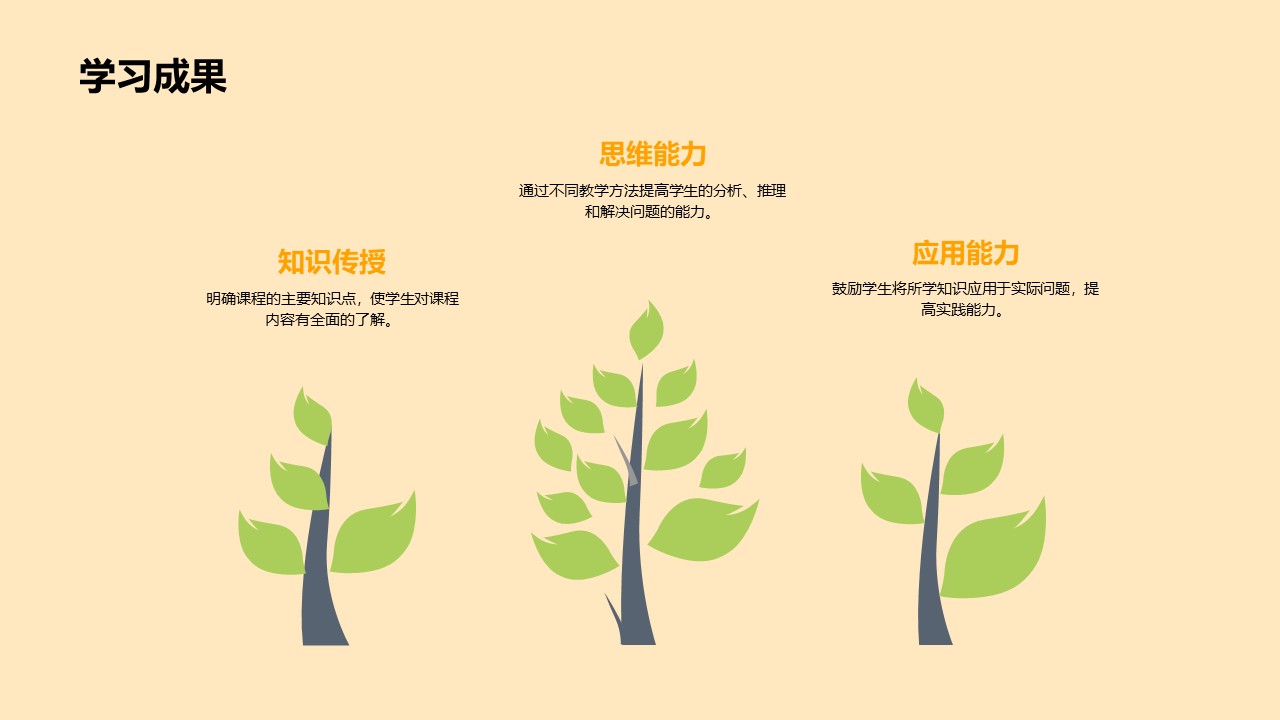 学习成果
思维能力
通过不同教学方法提高学生的分析、推理
和解决问题的能力。
知识传授
明确课程的主要知识点，使学生对课程
内容有全面的了解。
应用能力
鼓励学生将所学知识应用于实际问题，提
高实践能力。